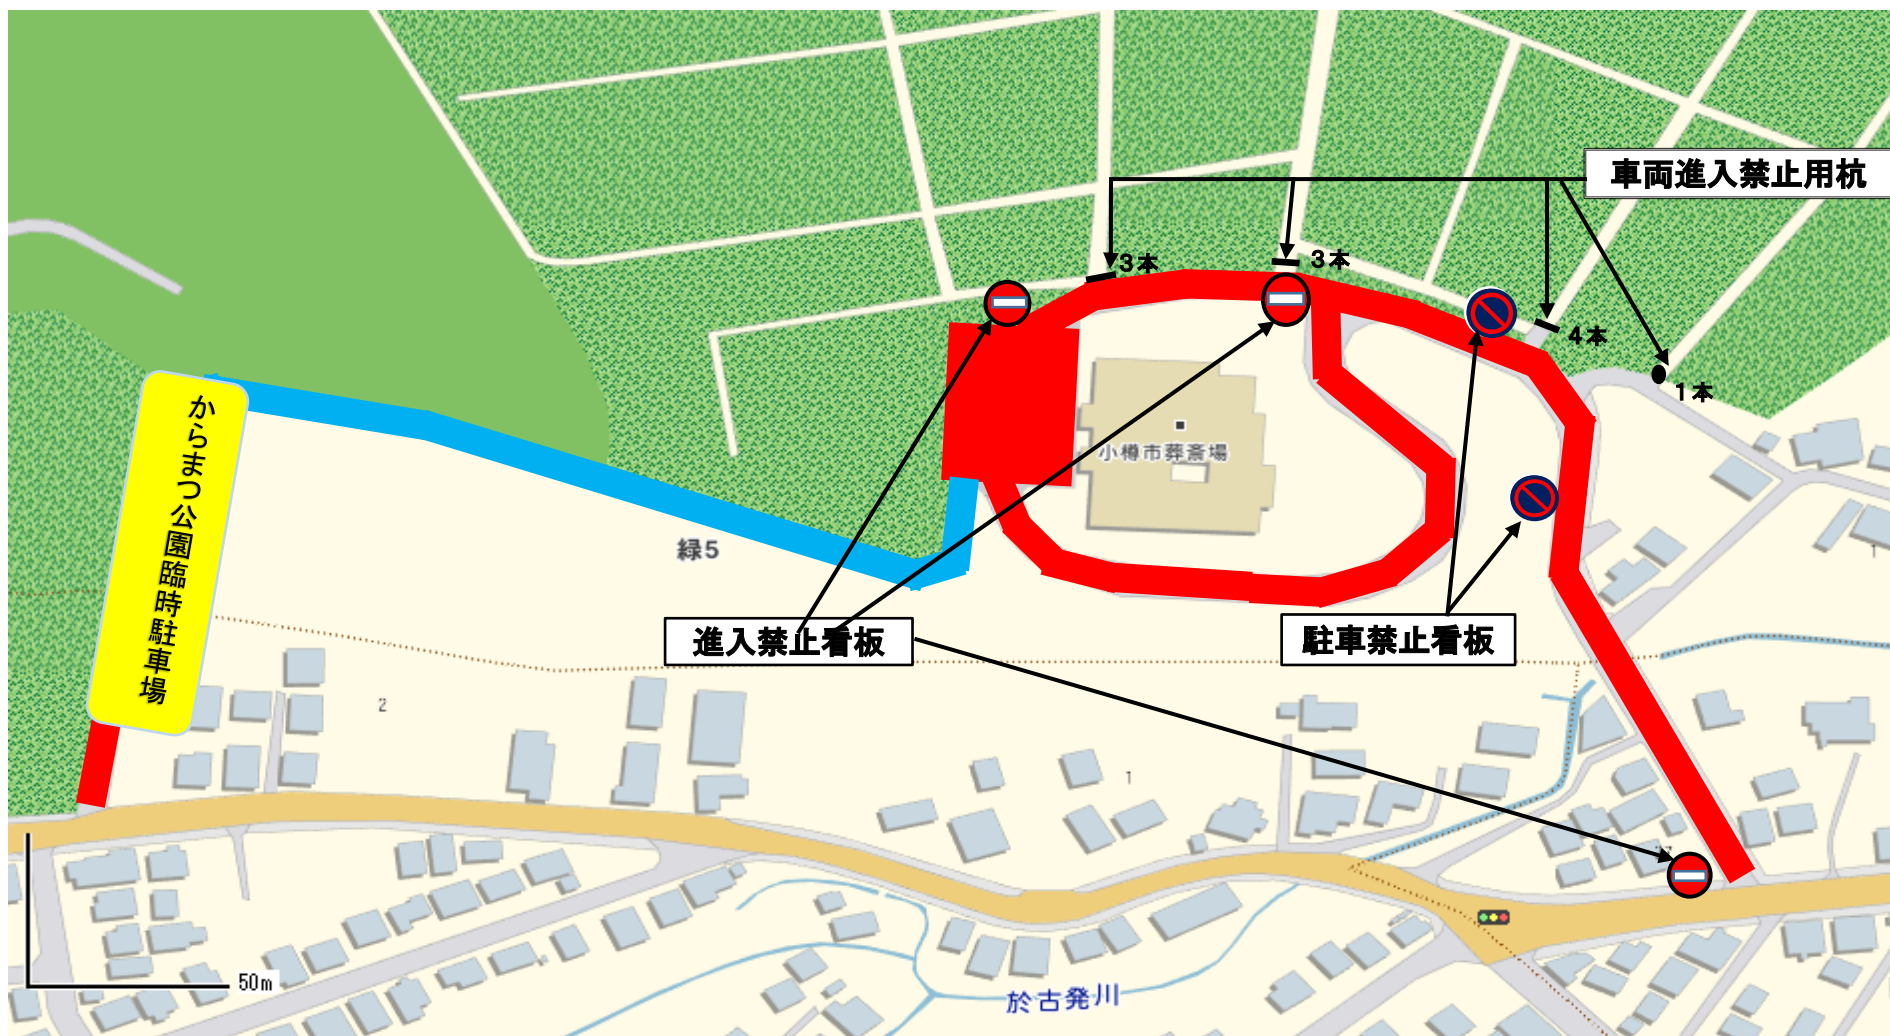 車両進入禁止用杭
3本
3本
4本
1本
からまつ公園臨時駐車場
小樽市葬斎場
緑5
進入禁止看板
駐車禁止看板
2
1
1
50m
於古発川